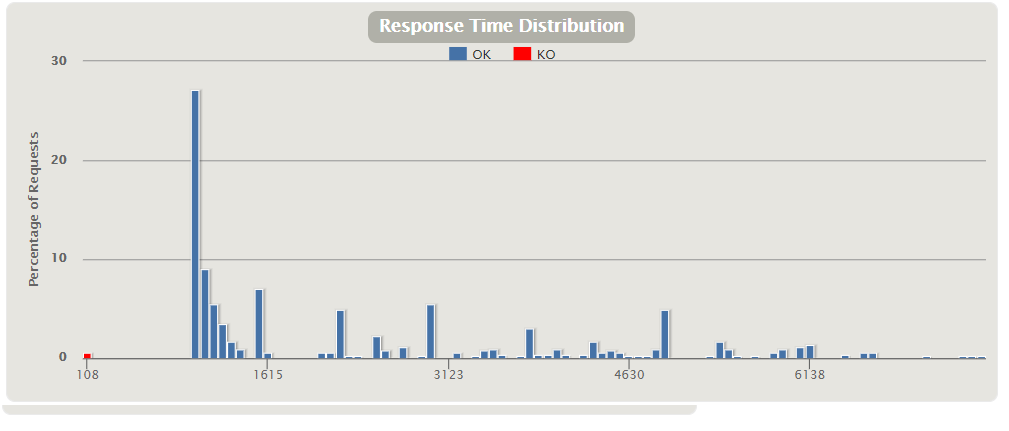 Response Time Distribution
OK KO
30
20
10
0
Percentage of Requests
108 1615 3123 4630 6138